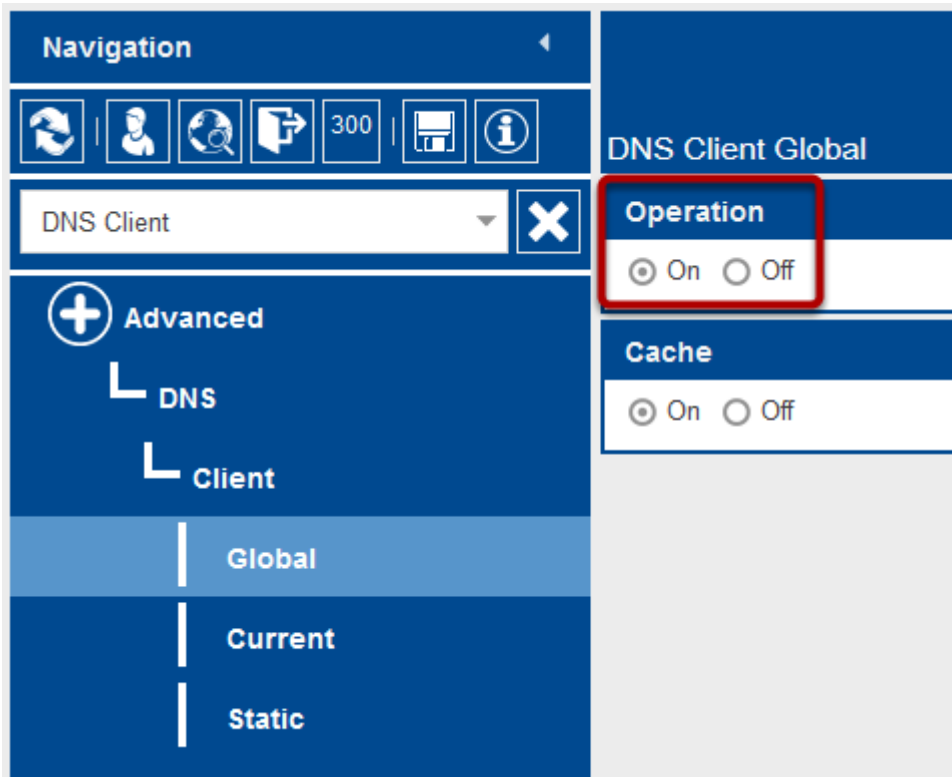 Navigation
300
DNS Client
Advanced
DNS
Client
Global
Current
Static
DNS Client Global
Operation
On Off
Cache
On Off